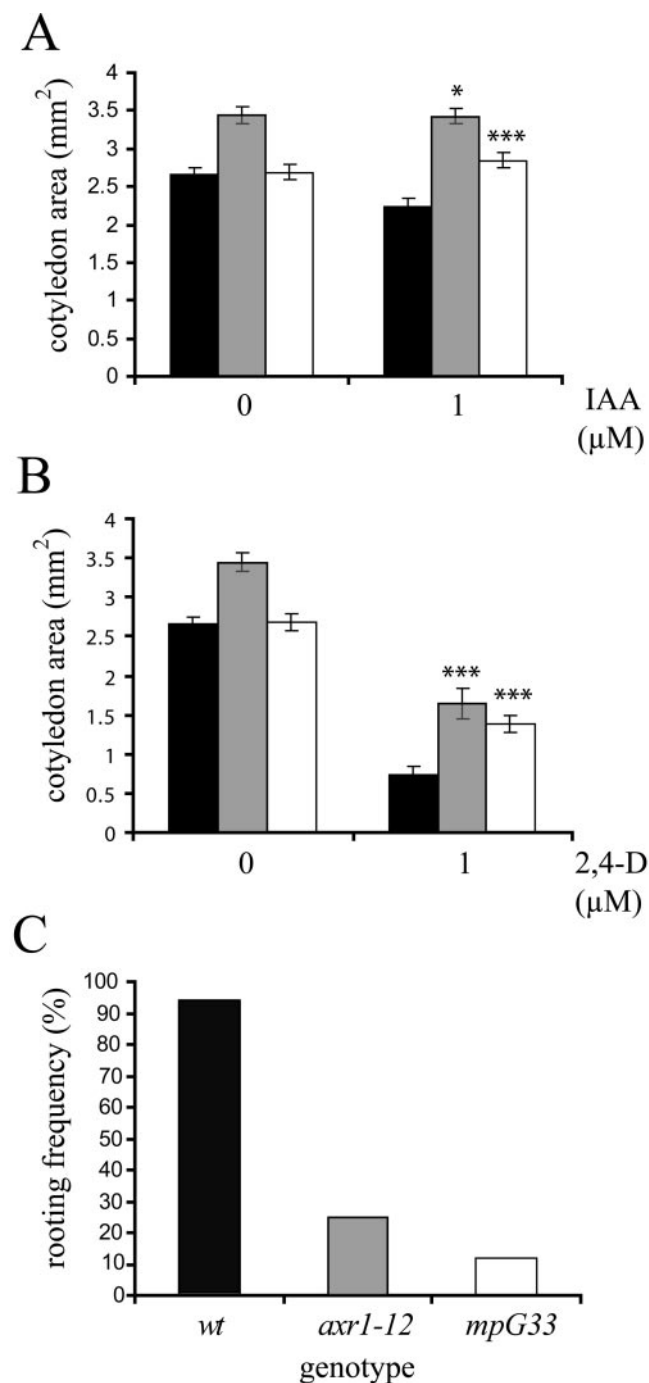 A
cotyledon area (mm²)
4
3.5
3
2.5
2
1.5
1
0.5
0
* ***
0 1 IAA
(µM)
B
cotyledon area (mm²)
4
3.5
3
2.5
2
1.5
1
0.5
0
*** ***
0 1 2,4-D
(µM)
C
rooting frequency (%)
100
90
80
70
60
50
40
30
20
10
0
wt axr1-12 mpG33
genotype